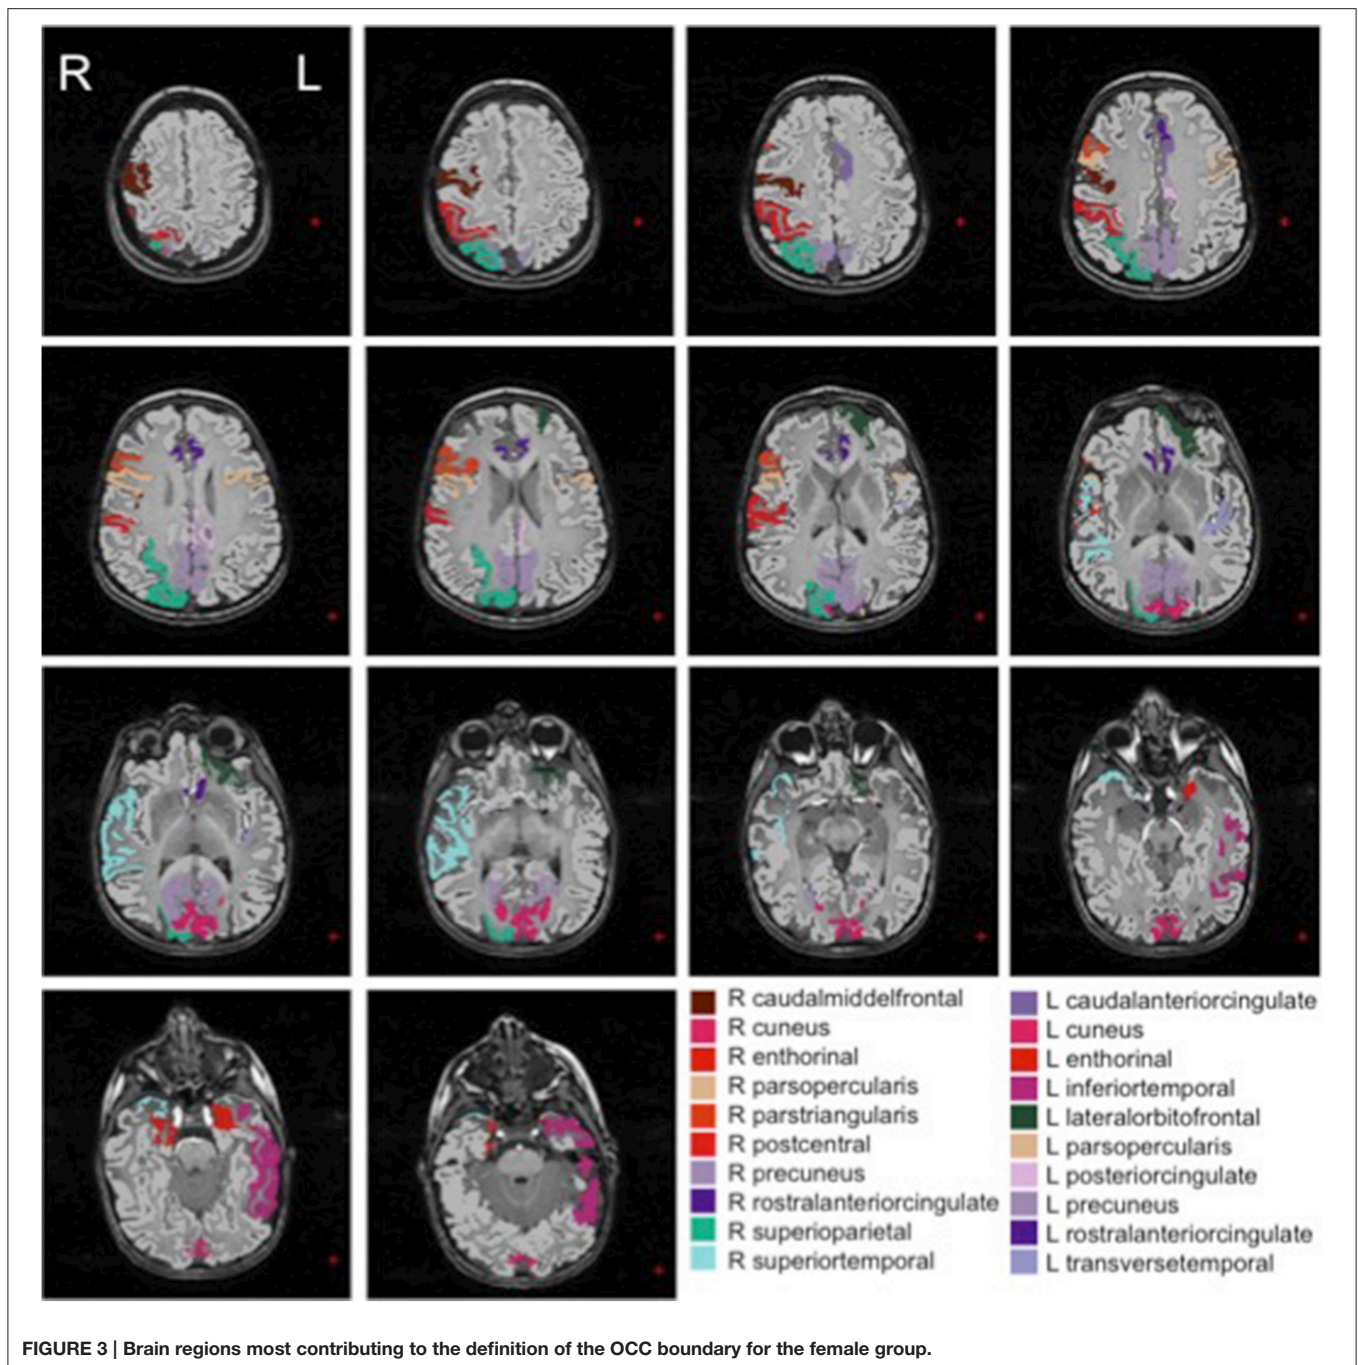 R L
R caudalmiddelfrontal
R cuneus
R enthorinal
R parsopercularis
R parstriangularis
R postcentral
R precuneus
R rostralanteriorcingulate
R superioparietal
R superiortemporal
L caudalanteriorcingulate
L cuneus
L enthorinal
L inferiortemporal
L lateralorbitofrontal
L parsopercularis
L posteriorcingulate
L precuneus
L rostralanteriorcingulate
L transversetemporal
FIGURE 3 | Brain regions most contributing to the definition of the OCC boundary for the female group.